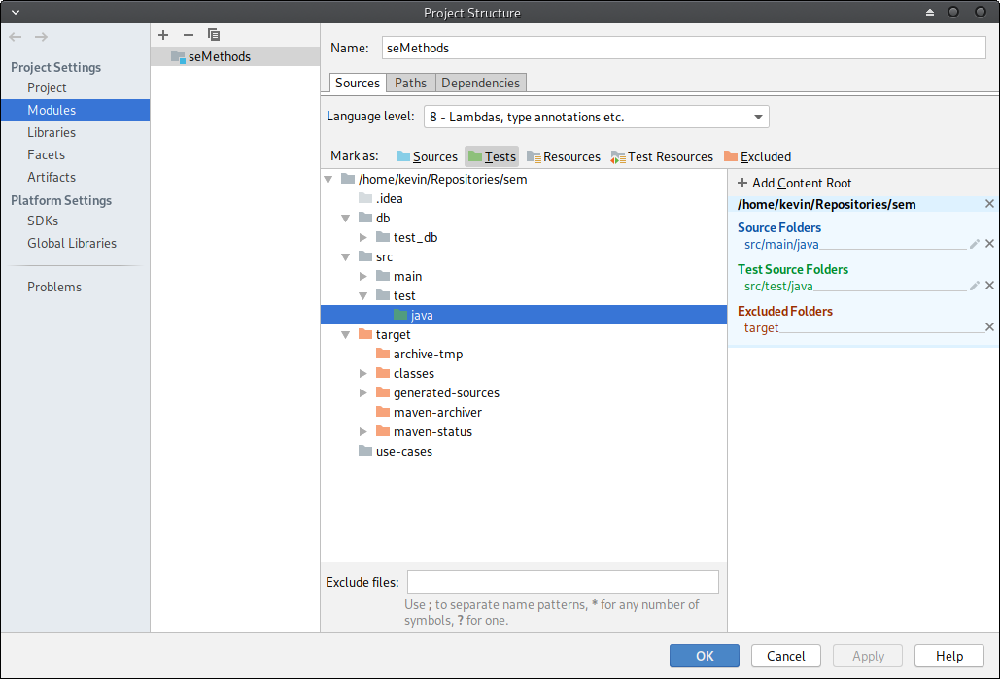 Project Structure
Project Settings
Project
Modules
Libraries
Facets
Artifacts
Platform Settings
SDKs
Global Libraries
Problems
seMethods
Name: seMethods
Sources Paths Dependencies
Language level: 8 - Lambdas, type annotations etc.
Mark as: Sources Tests Resources Test Resources Excluded
/home/kevin/Repositories/sem
.idea
db
test_db
src
main
test
java
target
archive-tmp
classes
generated-sources
maven-archiver
maven-status
use-cases
+ Add Content Root
/home/kevin/Repositories/sem
Source Folders
src/main/java
Test Source Folders
src/test/java
Excluded Folders
target
Exclude files:
Use ; to separate name patterns, * for any number of
symbols, ? for one.
OK Cancel Apply Help